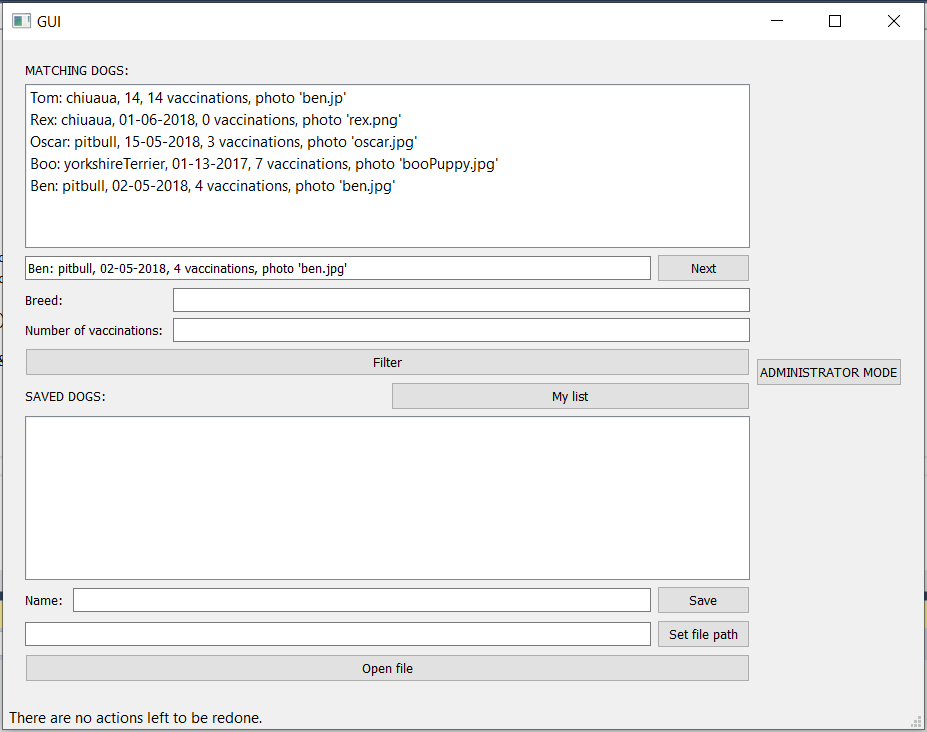 GUI
MATCHING DOGS:
Tom: chiuaua, 14, 14 vaccinations, photo 'ben.jp'
Rex: chiuaua, 01-06-2018, 0 vaccinations, photo 'rex.png'
Oscar: pitbull, 15-05-2018, 3 vaccinations, photo 'oscar.jpg'
Boo: yorkshireTerrier, 01-13-2017, 7 vaccinations, photo 'booPuppy.jpg'
Ben: pitbull, 02-05-2018, 4 vaccinations, photo 'ben.jpg'
Ben: pitbull, 02-05-2018, 4 vaccinations, photo 'ben.jpg' Next
Breed:
Number of vaccinations:
Filter
ADMINISTRATOR MODE
SAVED DOGS: My list
Name: Save
Set file path
Open file
There are no actions left to be redone.